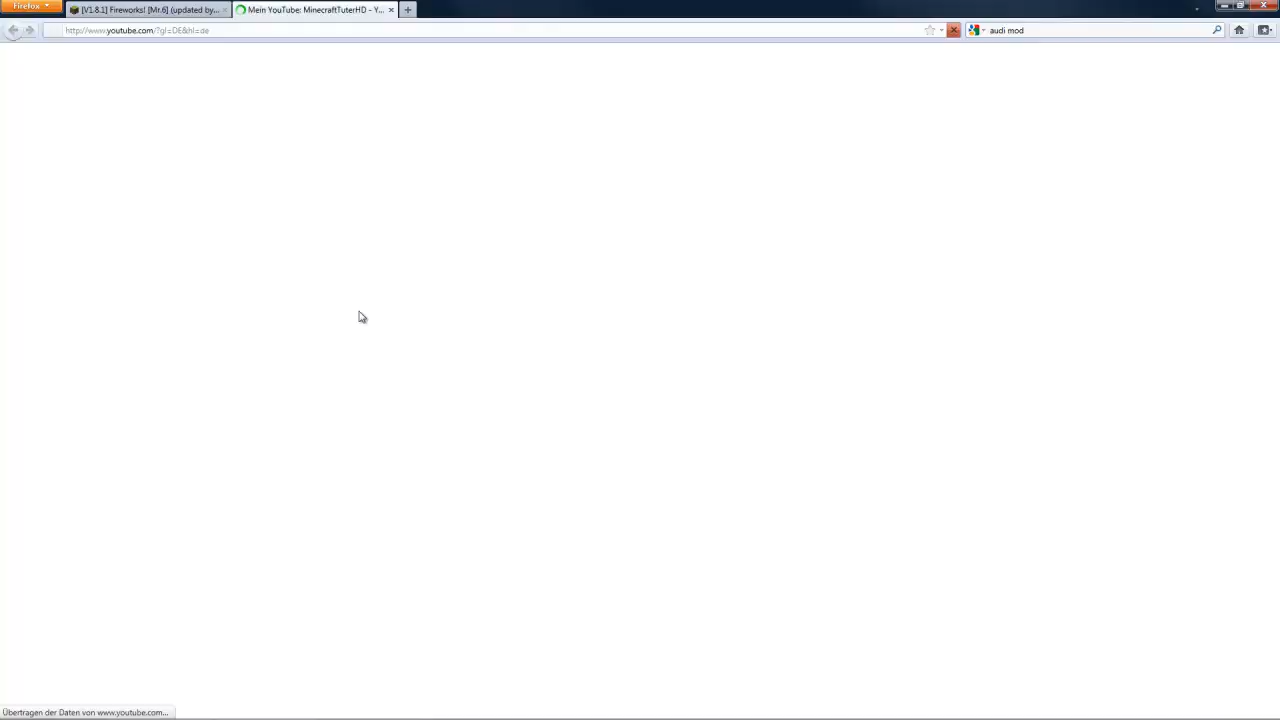 Firefox
[V1.8.1] Fireworks! [Mr.6] (updated by...
Mein YouTube: MinecraftTuterHD - Y...
http://www.youtube.com/?gl=DE&hl=de
audi mod
Übertragen der Daten von www.youtube.com...